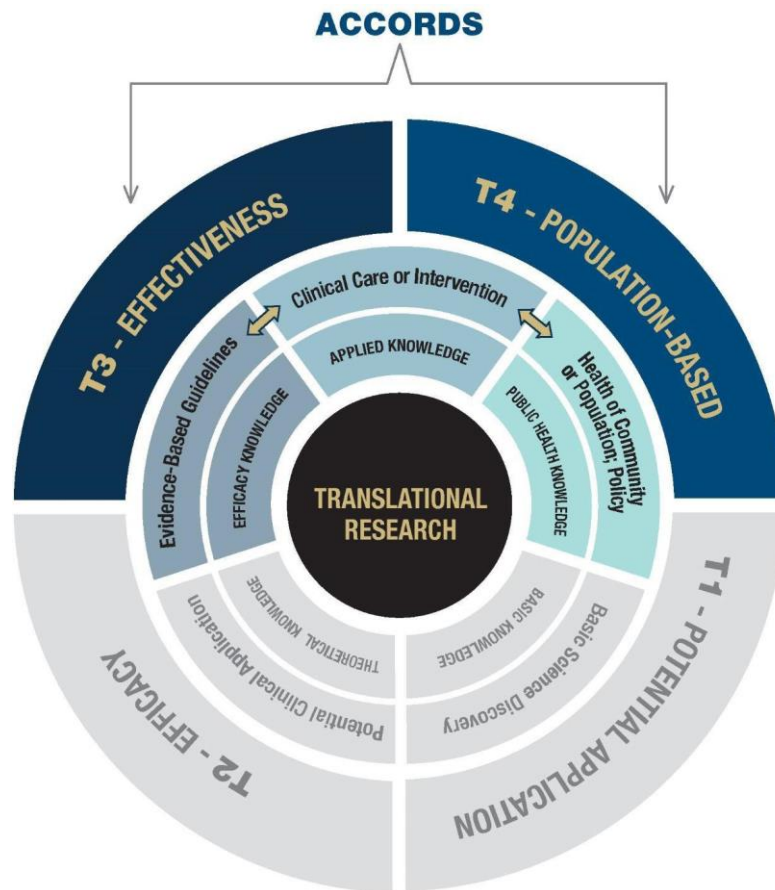 ACCORDS
T3 - EFFECTIVENESS
T4 - POPULATION-BASED
Clinical Care or Intervention
APPLIED KNOWLEDGE
Evidence-Based Guidelines
EFFICACY KNOWLEDGE
Health of Community
or Population; Policy
PUBLIC HEALTH KNOWLEDGE
TRANSLATIONAL
RESEARCH
THEORETICAL KNOWLEDGE
Potential Clinical Application
BASIC KNOWLEDGE
Basic Science Discovery
T2 - EFFICACY
T1 - POTENTIAL APPLICATION